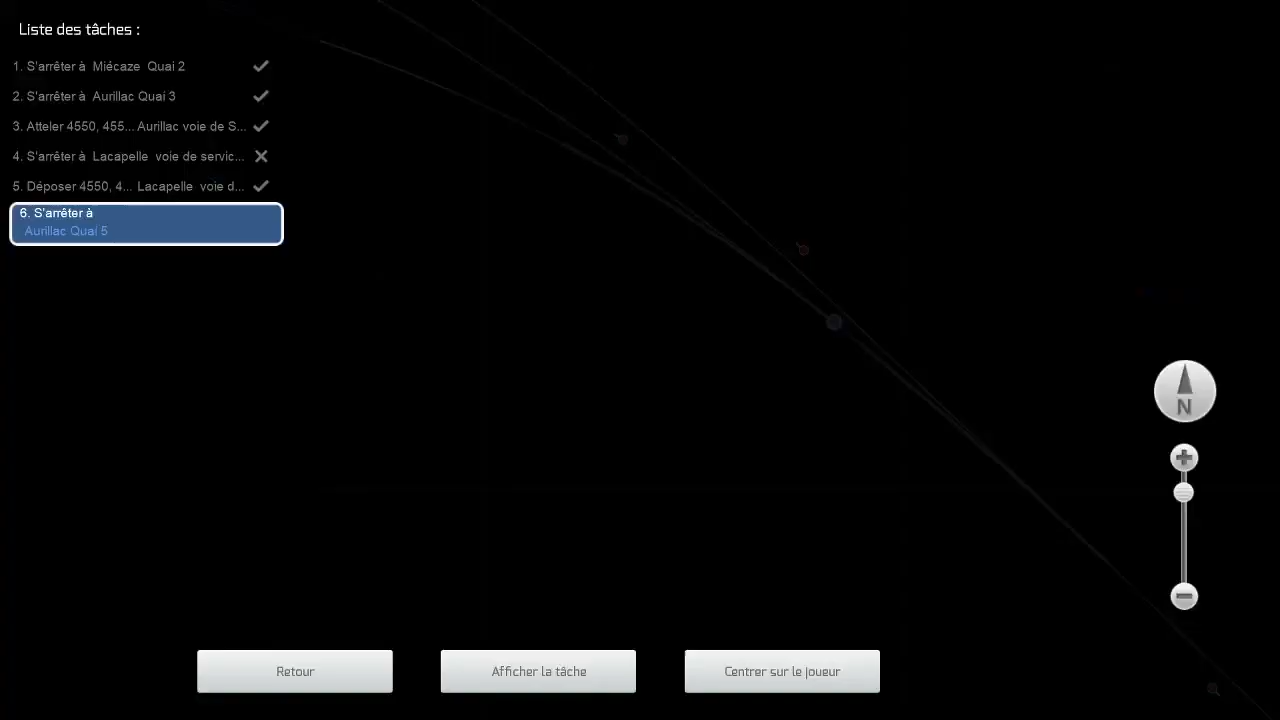 Liste des tâches :
1. S'arrêter à Miécaze Quai 2
2. S'arrêter à Aurillac Quai 3
3. Atteler 4550, 455... Aurillac voie de S...
4. S'arrêter à Lacapelle voie de servic...
5. Déposer 4550, 4... Lacapelle voie d...
6. S'arrêter à
Aurillac Quai 5
N
Retour
Afficher la tâche
Centrer sur le joueur